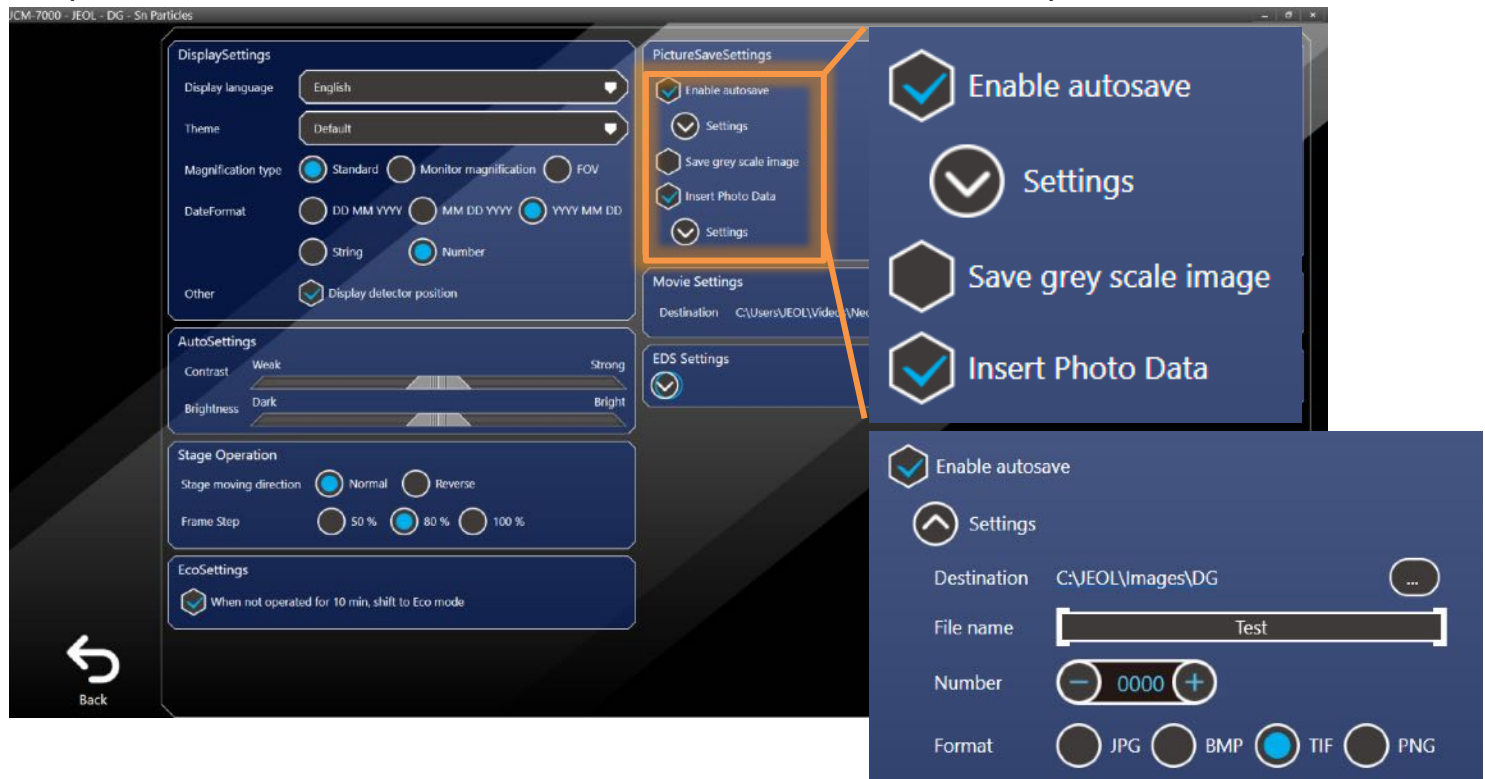 JCM-7000 - JEOL - DG - Sn Particles
DisplaySettings
Display language English
Theme Default
Magnification type Standard Monitor magnification FOV
DateFormat DD MM YYYY MM DD YYYY YYYY MM DD
String Number
Other Display detector position
AutoSettings
Contrast Weak Strong
Brightness Dark Bright
Stage Operation
Stage moving direction Normal Reverse
Frame Step 50 % 80 % 100 %
EcoSettings
When not operated for 10 min, shift to Eco mode
Back
PictureSaveSettings
Enable autosave
Settings
Save grey scale image
Insert Photo Data
Settings
Movie Settings
Destination C:\Users\JEOL\Videos\Neo
EDS Settings
Enable autosave
Settings
Save grey scale image
Insert Photo Data
Enable autosave
Settings
Destination C:\JEOL\Images\DG ...
File name Test
Number 0000
Format JPG BMP TIF PNG